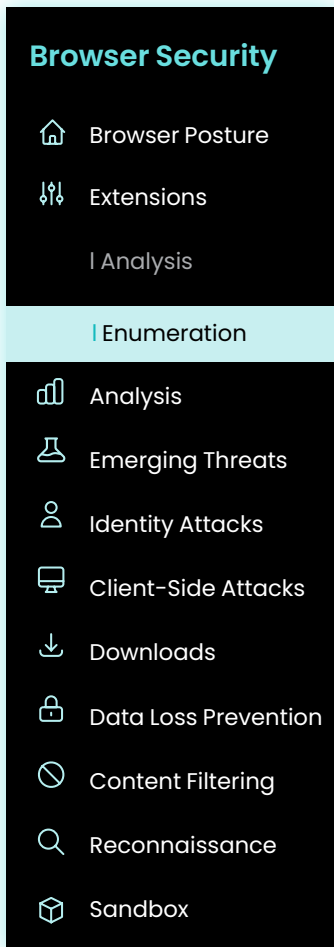 Browser Security
Browser Posture
Extensions
| Analysis
| Enumeration
Analysis
Emerging Threats
Identity Attacks
Client-Side Attacks
Downloads
Data Loss Prevention
Content Filtering
Reconnaissance
Sandbox